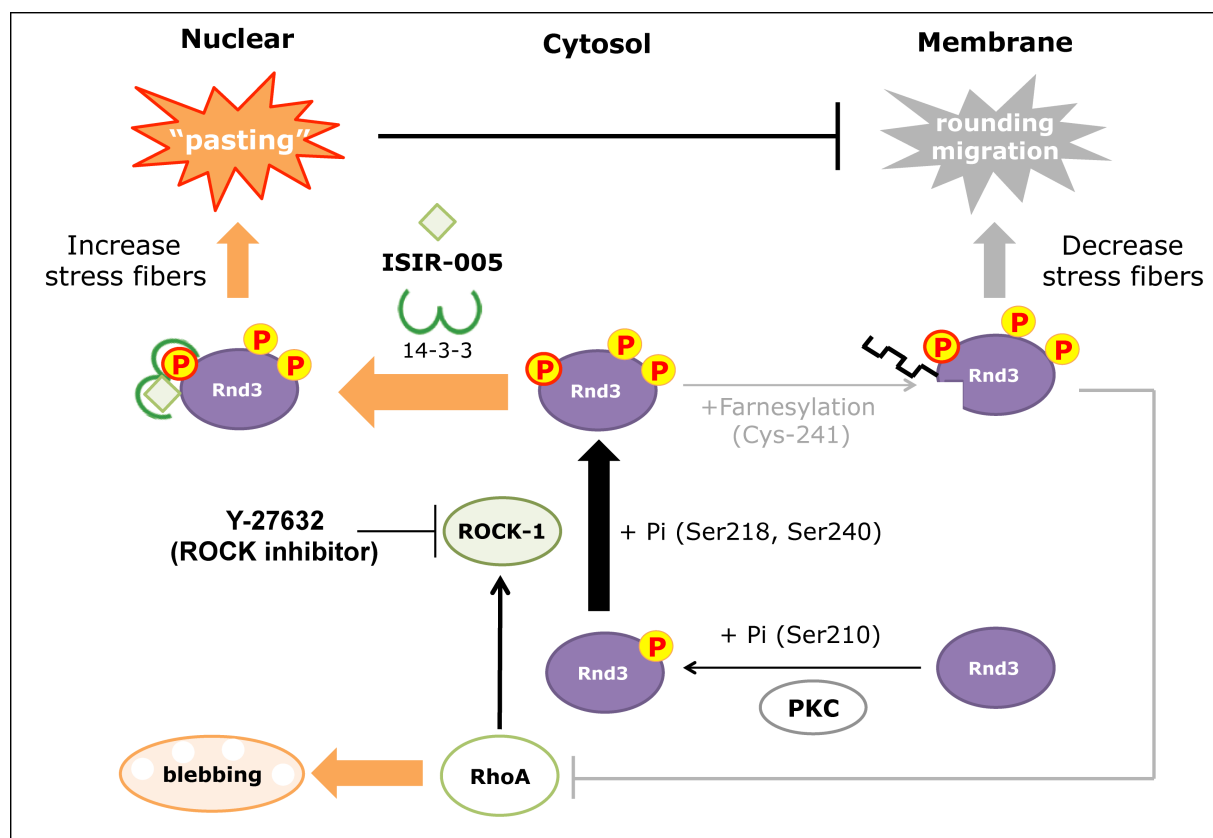 Nuclear
Cytosol
Membrane
“pasting”
rounding
migration
Increase
stress fibers
ISIR-005
14-3-3
Decrease
stress fibers
P
P
P
Rnd3
P
P
P
Rnd3
P
P
P
Rnd3
+Farnesylation
(Cys-241)
Y-27632
(ROCK inhibitor)
ROCK-1
+ Pi (Ser218, Ser240)
+ Pi (Ser210)
P
Rnd3
Rnd3
PKC
blebbing
RhoA